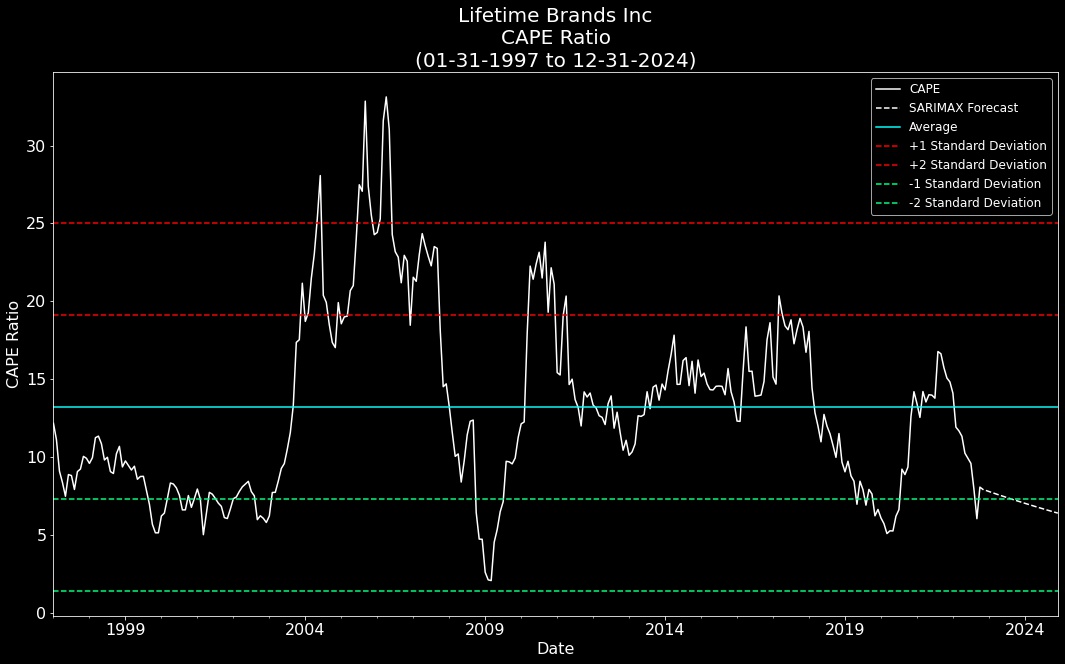 Lifetime Brands Inc
CAPE Ratio
(01-31-1997 to 12-31-2024)
CAPE
SARIMAX Forecast
Average
+1 Standard Deviation
+2 Standard Deviation
-1 Standard Deviation
-2 Standard Deviation
CAPE Ratio
30
25
20
15
10
5
0
1999
2004
2009
2014
2019
2024
Date